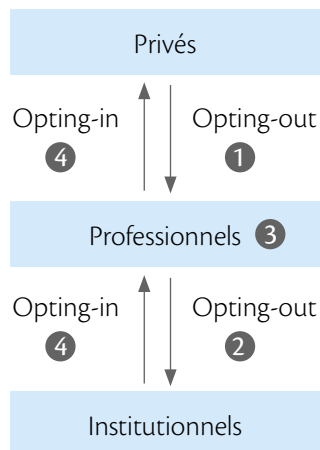 Privés
Opting-in Opting-out
4 1
Professionnels 3
Opting-in Opting-out
4 2
Institutionnels